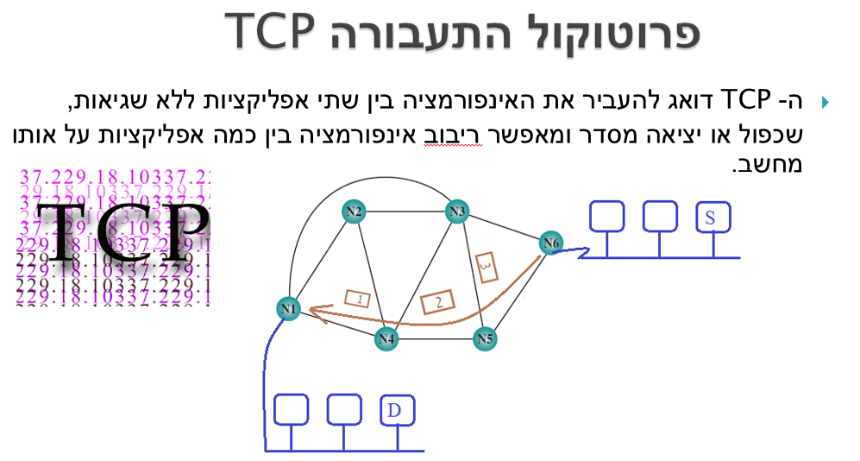 פרוטוקול התעבורה TCP
ה- TCP דואג להעביר את האינפורמציה בין שתי אפליקציות ללא שגיאות,
שכפול או יציאה מסדר ומאפשר ריבוב אינפורמציה בין כמה אפליקציות על אותו
מחשב.
TCP
N2
N3
S
N6
3
1
2
N1
N4
N5
D